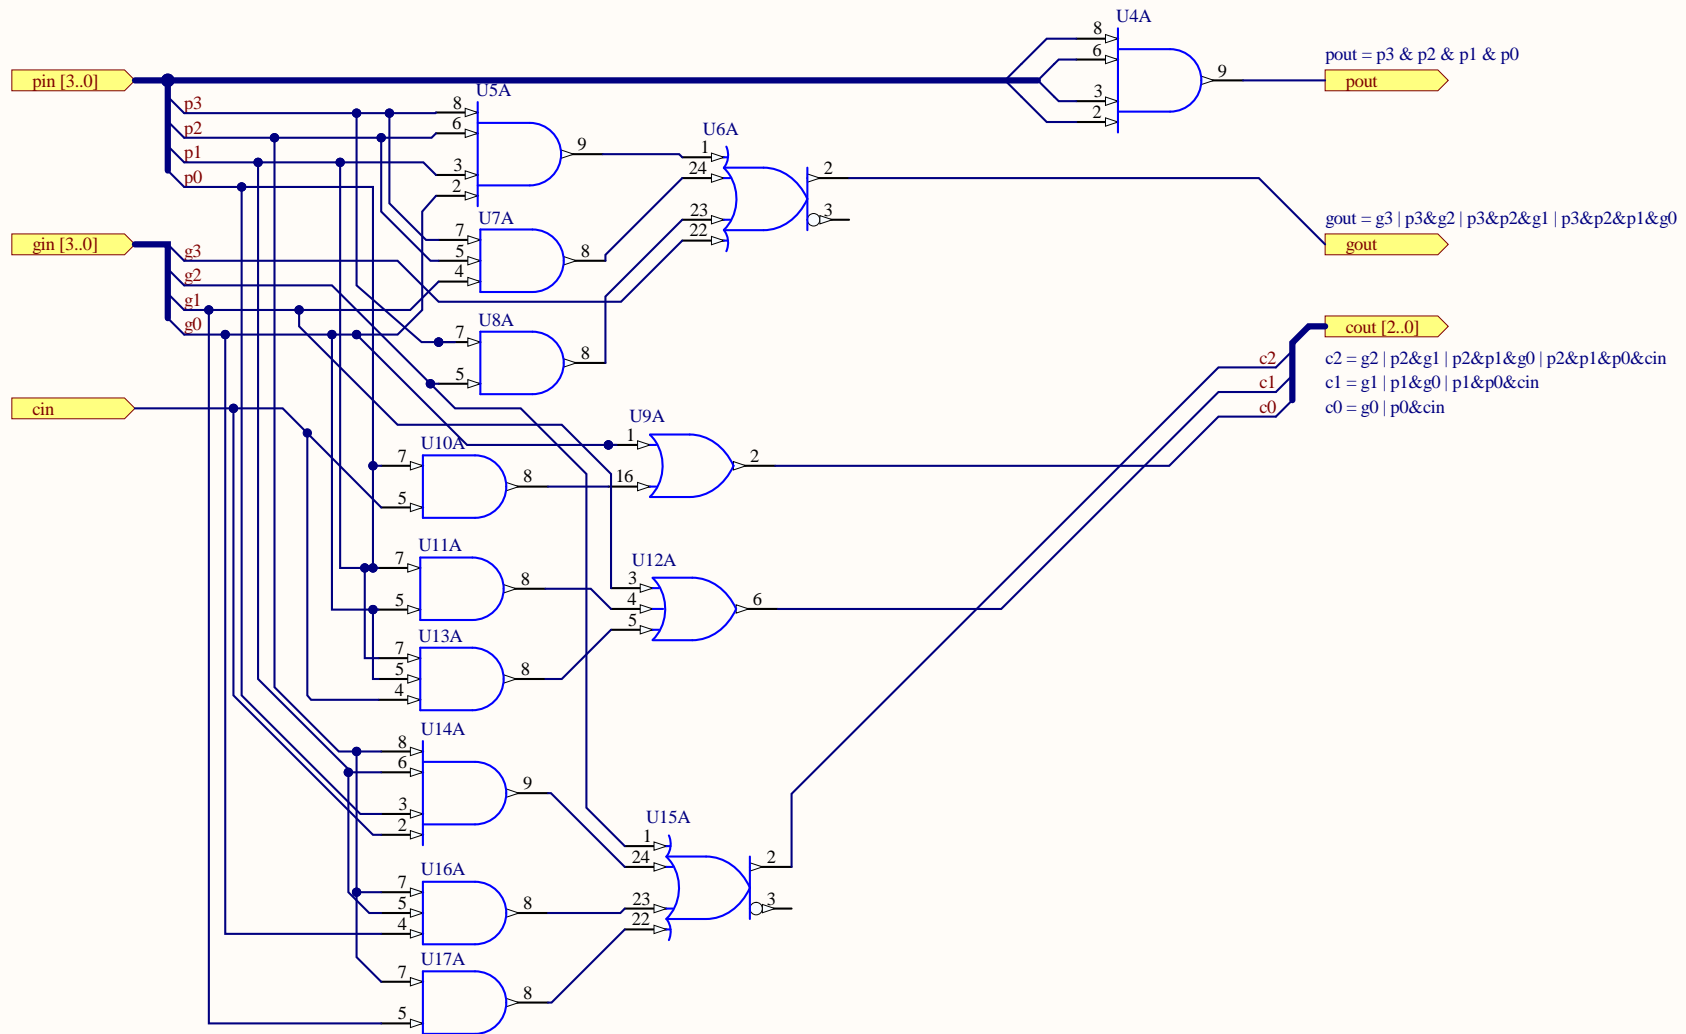 U4A
8
6
3
2
9
pout = p3 & p2 & p1 & p0
pin [3..0]
pout
p3
p2
p1
p0
U5A
8
6
3
2
9
U6A
1
24
23
22
2
3
gout = g3 | p3&g2 | p3&p2&g1 | p3&p2&p1&g0
gout
gin [3..0]
g3
g2
g1
g0
U7A
7
5
4
8
U8A
7
5
8
cout [2..0]
c2
c1
c0
c2 = g2 | p2&g1 | p2&p1&g0 | p2&p1&p0&cin
c1 = g1 | p1&g0 | p1&p0&cin
c0 = g0 | p0&cin
cin
U9A
1
16
2
U10A
7
5
8
U11A
7
5
8
U12A
3
4
5
6
U13A
7
5
4
8
U14A
8
6
3
2
9
U15A
1
24
23
22
2
3
U16A
7
5
4
8
U17A
7
5
8